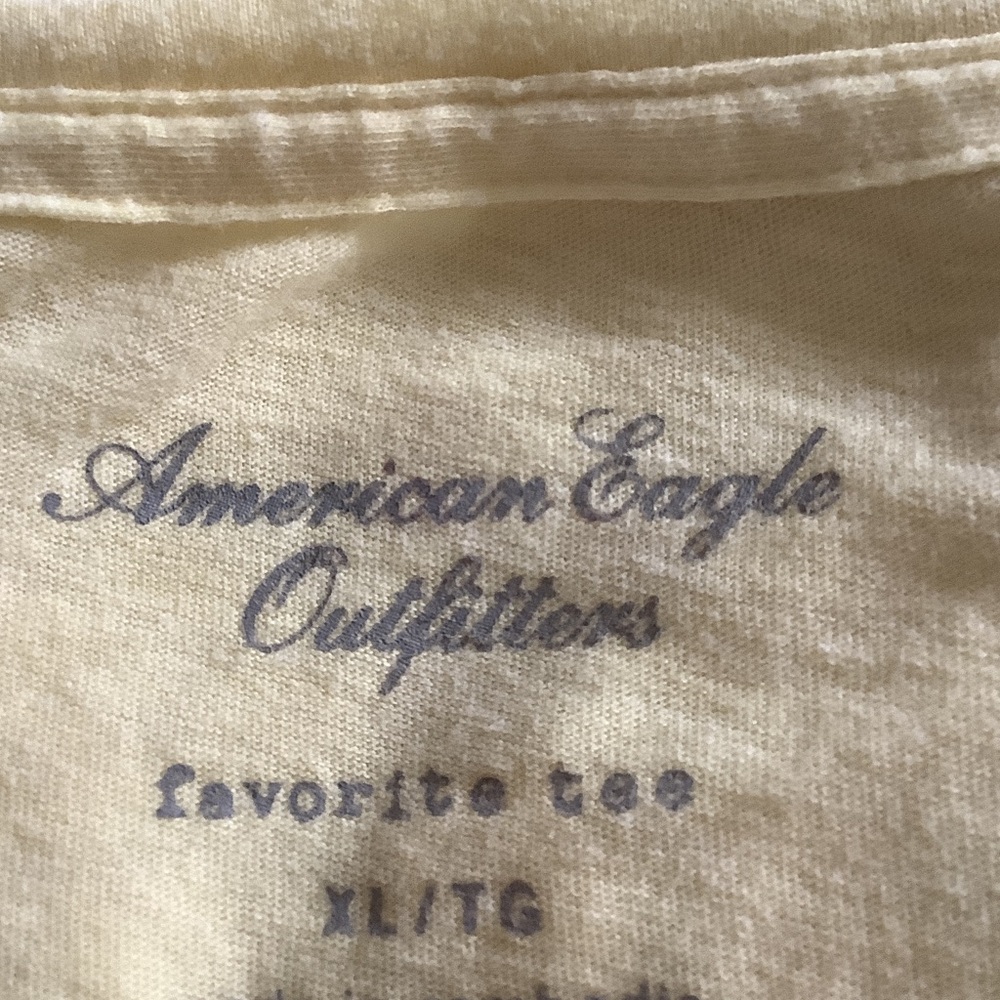 American Eagle
Outfitters
favorite tee
XL/TG